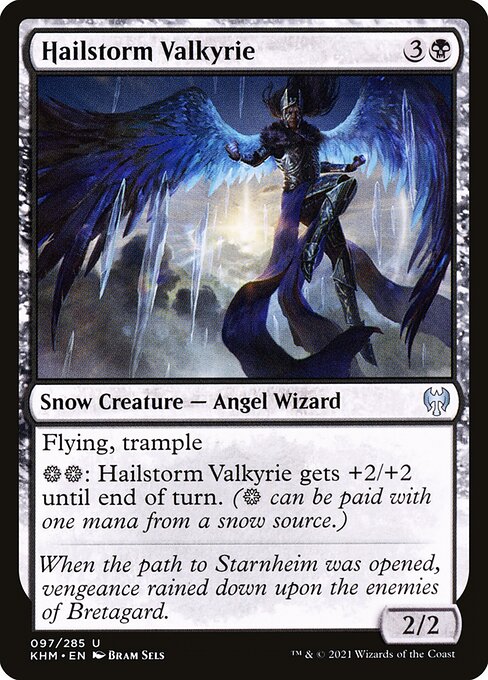 Hailstorm Valkyrie 3
Snow Creature — Angel Wizard
Flying, trample
: Hailstorm Valkyrie gets +2/+2
until end of turn. ( can be paid with
one mana from a snow source.)
When the path to Starnheim was opened,
vengeance rained down upon the enemies
of Bretagard.
2/2
097/285 U
KHM • EN Bram Sels
™ & © 2021 Wizards of the Coast